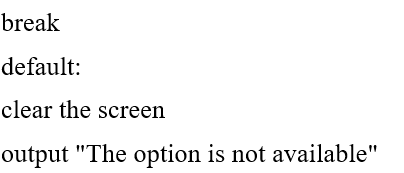 break
default:
clear the screen
output "The option is not available"